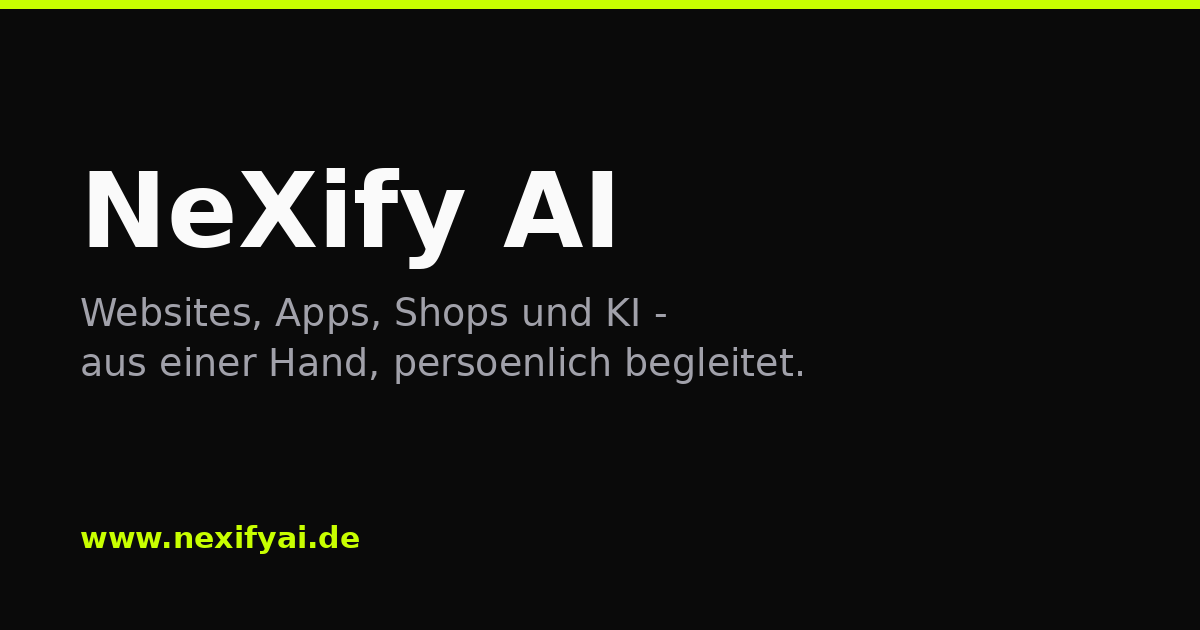 NeXify AI
Websites, Apps, Shops und KI -
aus einer Hand, persoenlich begleitet.
www.nexifyai.de